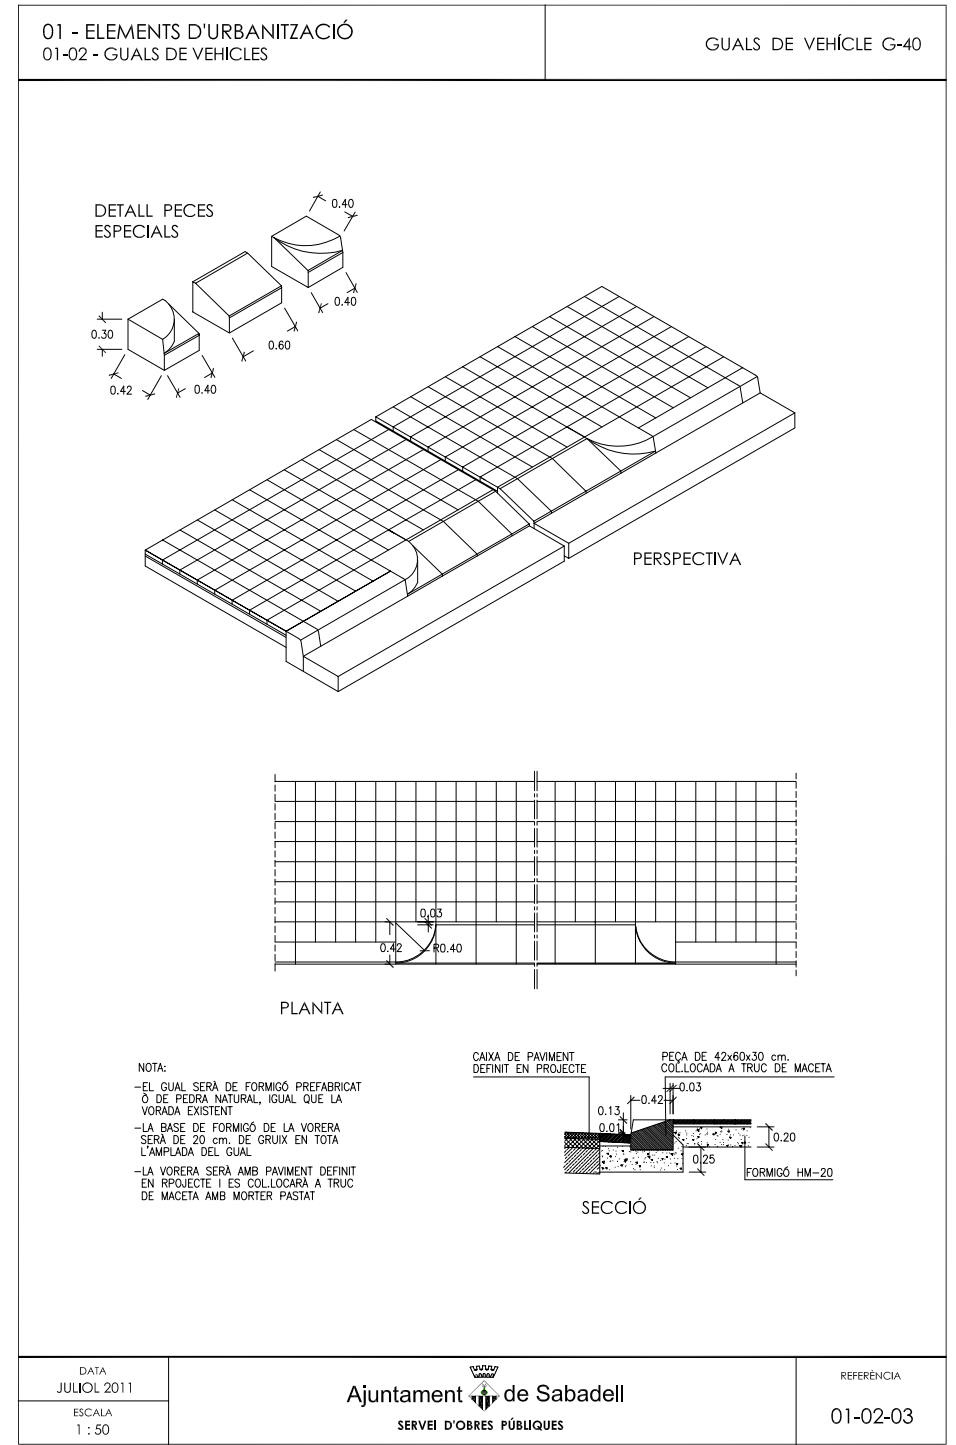 01 - ELEMENTS D'URBANITZACIÓ
01-02 - GUALS DE VEHICLES
GUALS DE VEHÍCLE G-40
DETALL PECES
ESPECIALS
0.40
0.40
0.60
0.30
0.42
0.40
PERSPECTIVA
0.03
0.42
R0.40
PLANTA
NOTA:
-EL GUAL SERÀ DE FORMIGÓ PREFABRICAT
Ò DE PEDRA NATURAL, IGUAL QUE LA
VORADA EXISTENT
-LA BASE DE FORMIGÓ DE LA VORERA
SERÀ DE 20 cm. DE GRUIX EN TOTA
L'AMPLADA DEL GUAL
-LA VORERA SERÀ AMB PAVIMENT DEFINIT
EN RPOJECTE I ES COL.LOCARÀ A TRUC
DE MACETA AMB MORTER PASTAT
CAIXA DE PAVIMENT
DEFINIT EN PROJECTE
PEÇA DE 42x60x30 cm.
COL.LOCADA A TRUC DE MACETA
0.03
0.42
0.13
0.01
0.20
0.25
FORMIGÓ HM-20
SECCIÓ
DATA
JULIOL 2011
ESCALA
1 : 50
Ajuntament de Sabadell
SERVEI D'OBRES PÚBLIQUES
REFERÈNCIA
01-02-03